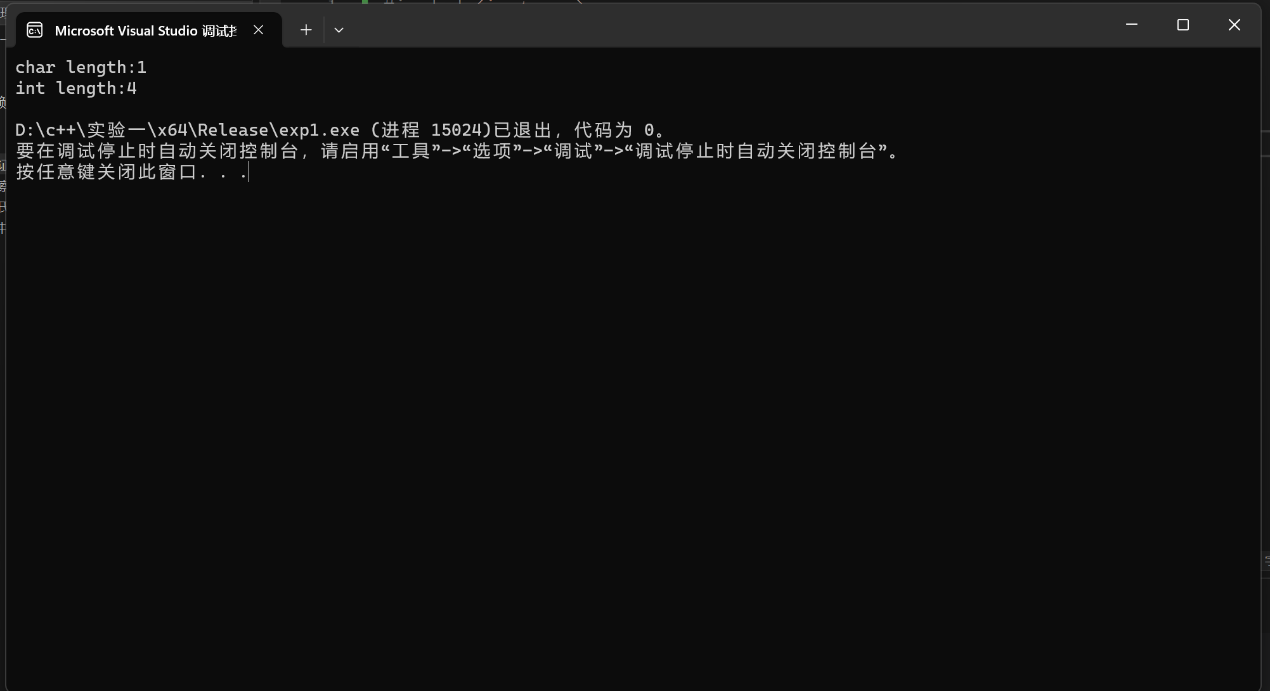 Microsoft Visual Studio 调试
char length:1
int length:4
D:\c++\实验一\x64\Release\exp1.exe (进程 15024)已退出，代码为 0。
要在调试停止时自动关闭控制台，请启用“工具”->“选项”->“调试”->“调试停止时自动关闭控制台”。
按任意键关闭此窗口. . .